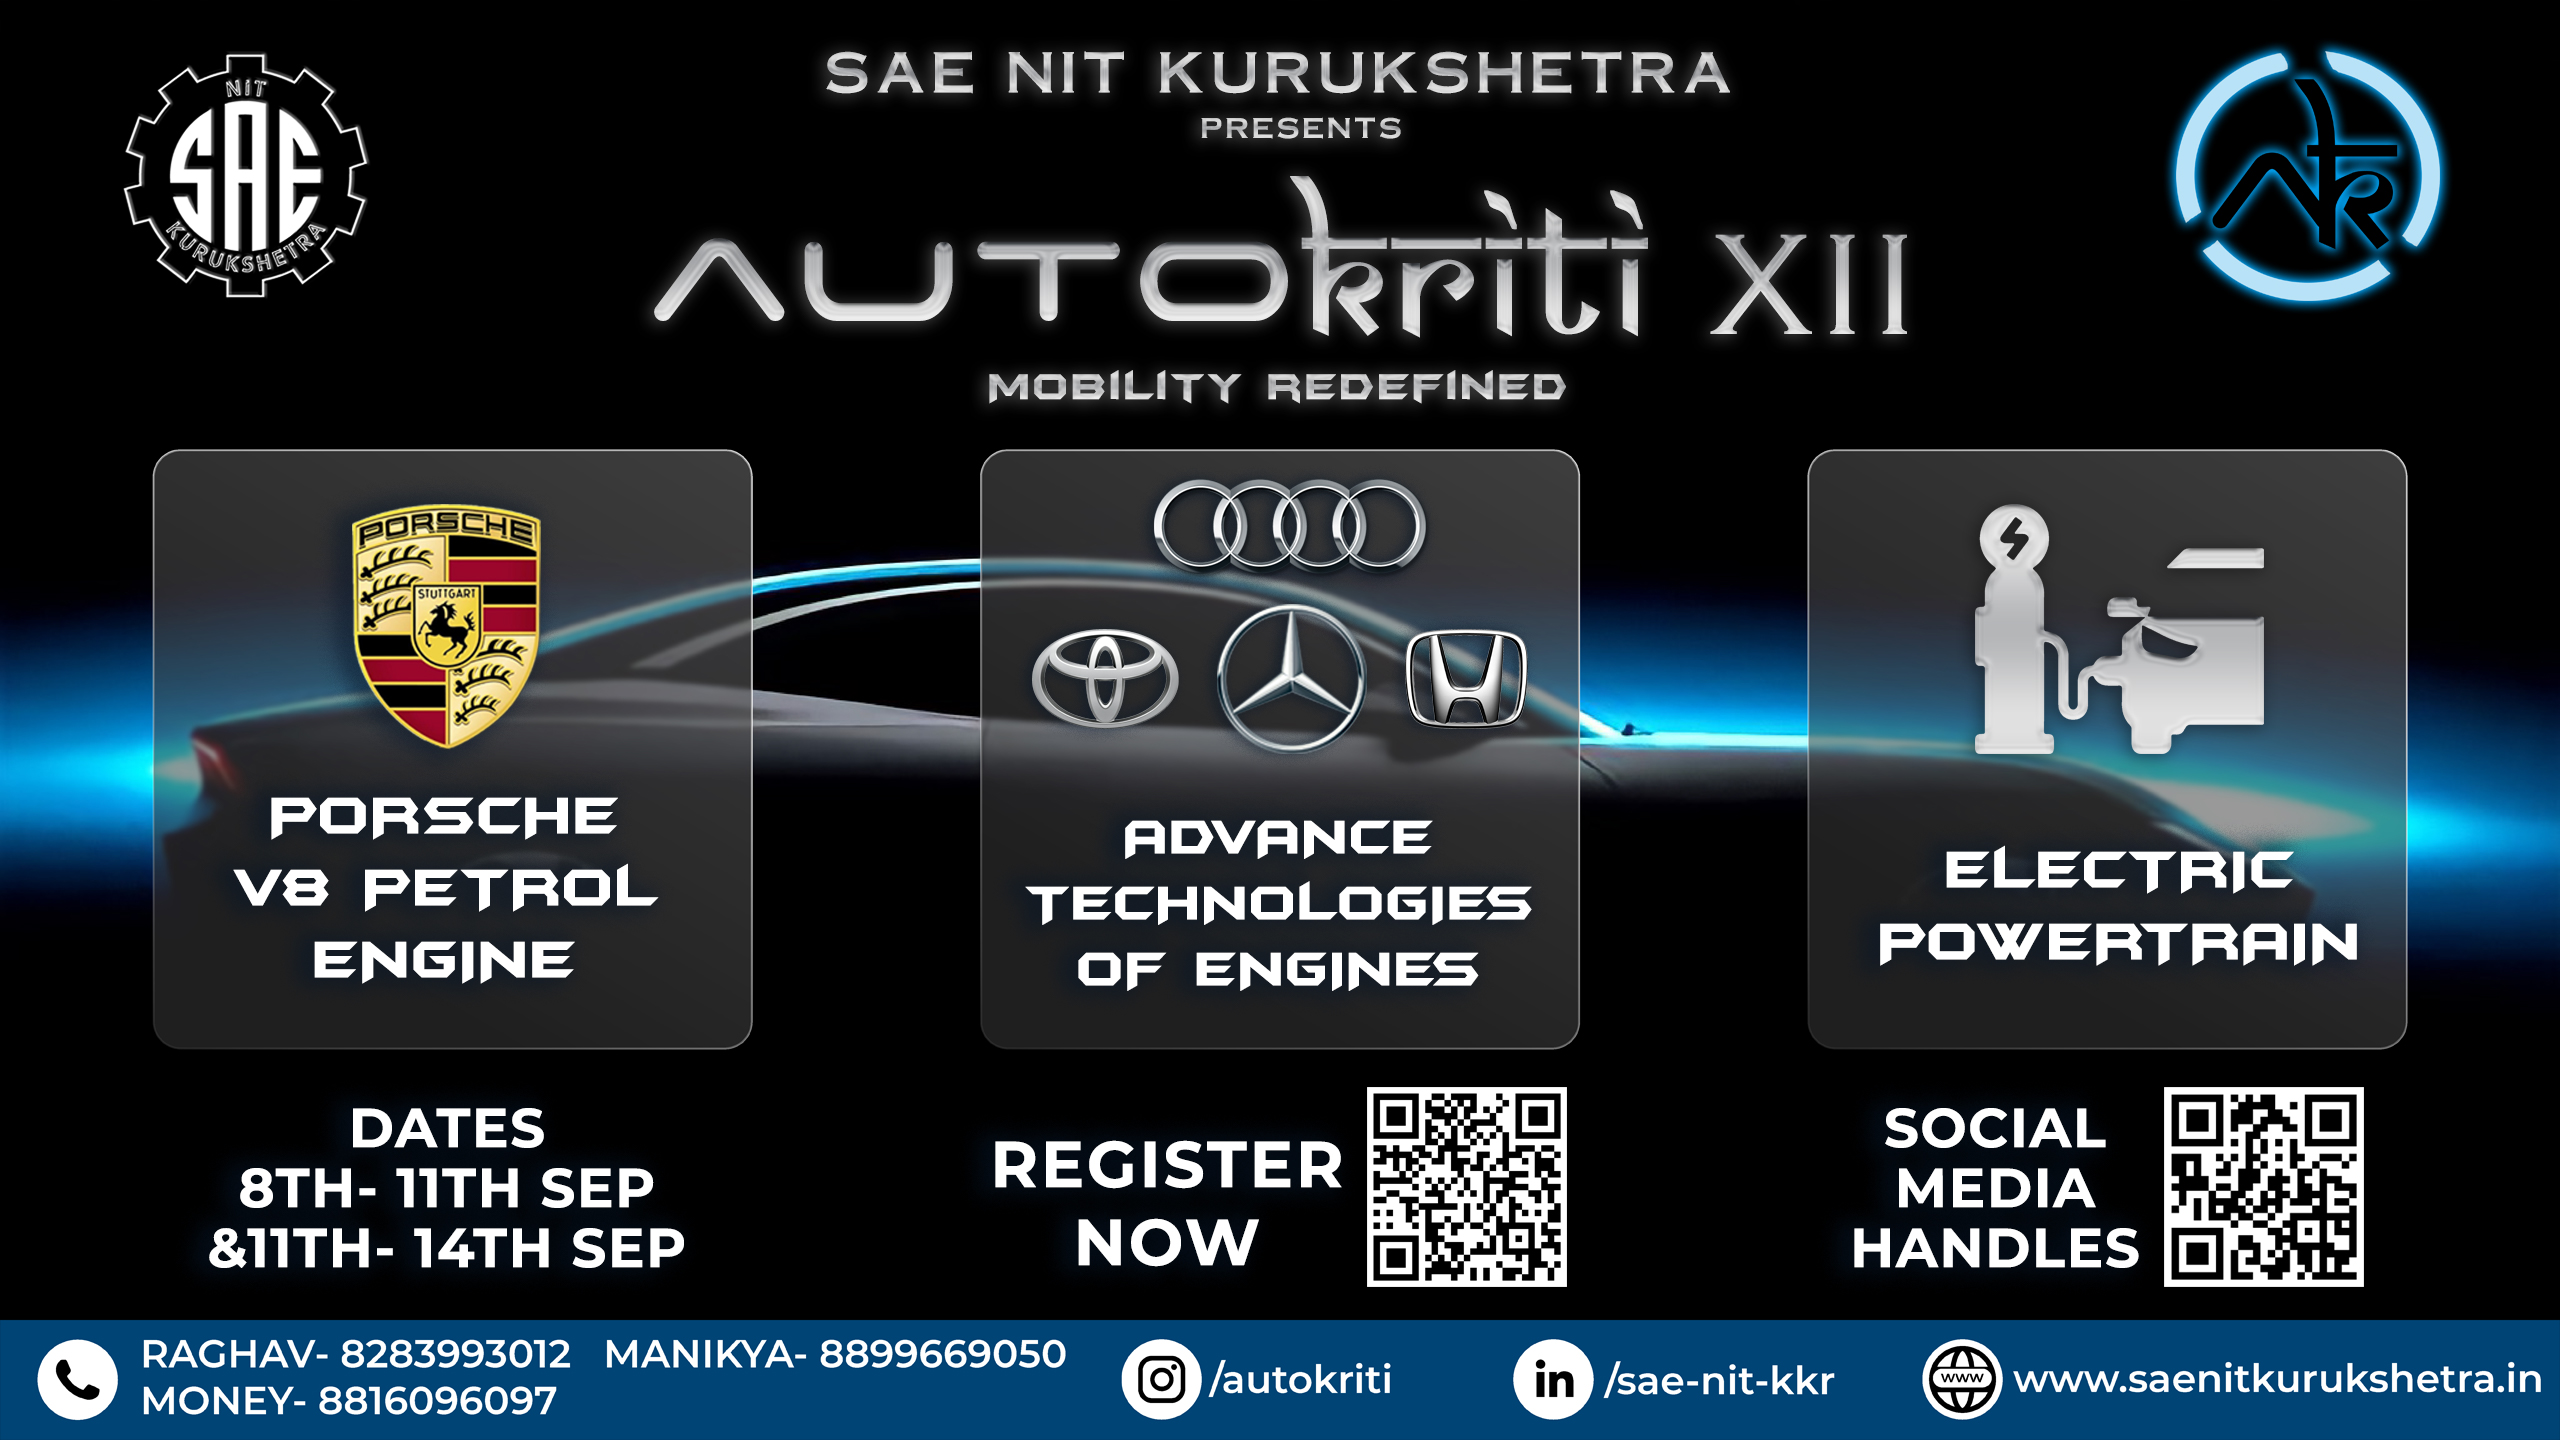 NIT
SAE
KURUKSHETRA
SAE NIT KURUKSHETRA
PRESENTS
AUTOkriti XII
MOBILITY REDEFINED
PORSCHE
STUTTGART
PORSCHE
V8 PETROL
ENGINE
ADVANCE
TECHNOLOGIES
OF ENGINES
ELECTRIC
POWERTRAIN
DATES
8TH- 11TH SEP
&11TH- 14TH SEP
REGISTER
NOW
SOCIAL
MEDIA
HANDLES
RAGHAV- 8283993012 MANIKYA- 8899669050
MONEY- 8816096097
/autokriti
in
/sae-nit-kkr
www
www.saenitkurukshetra.in